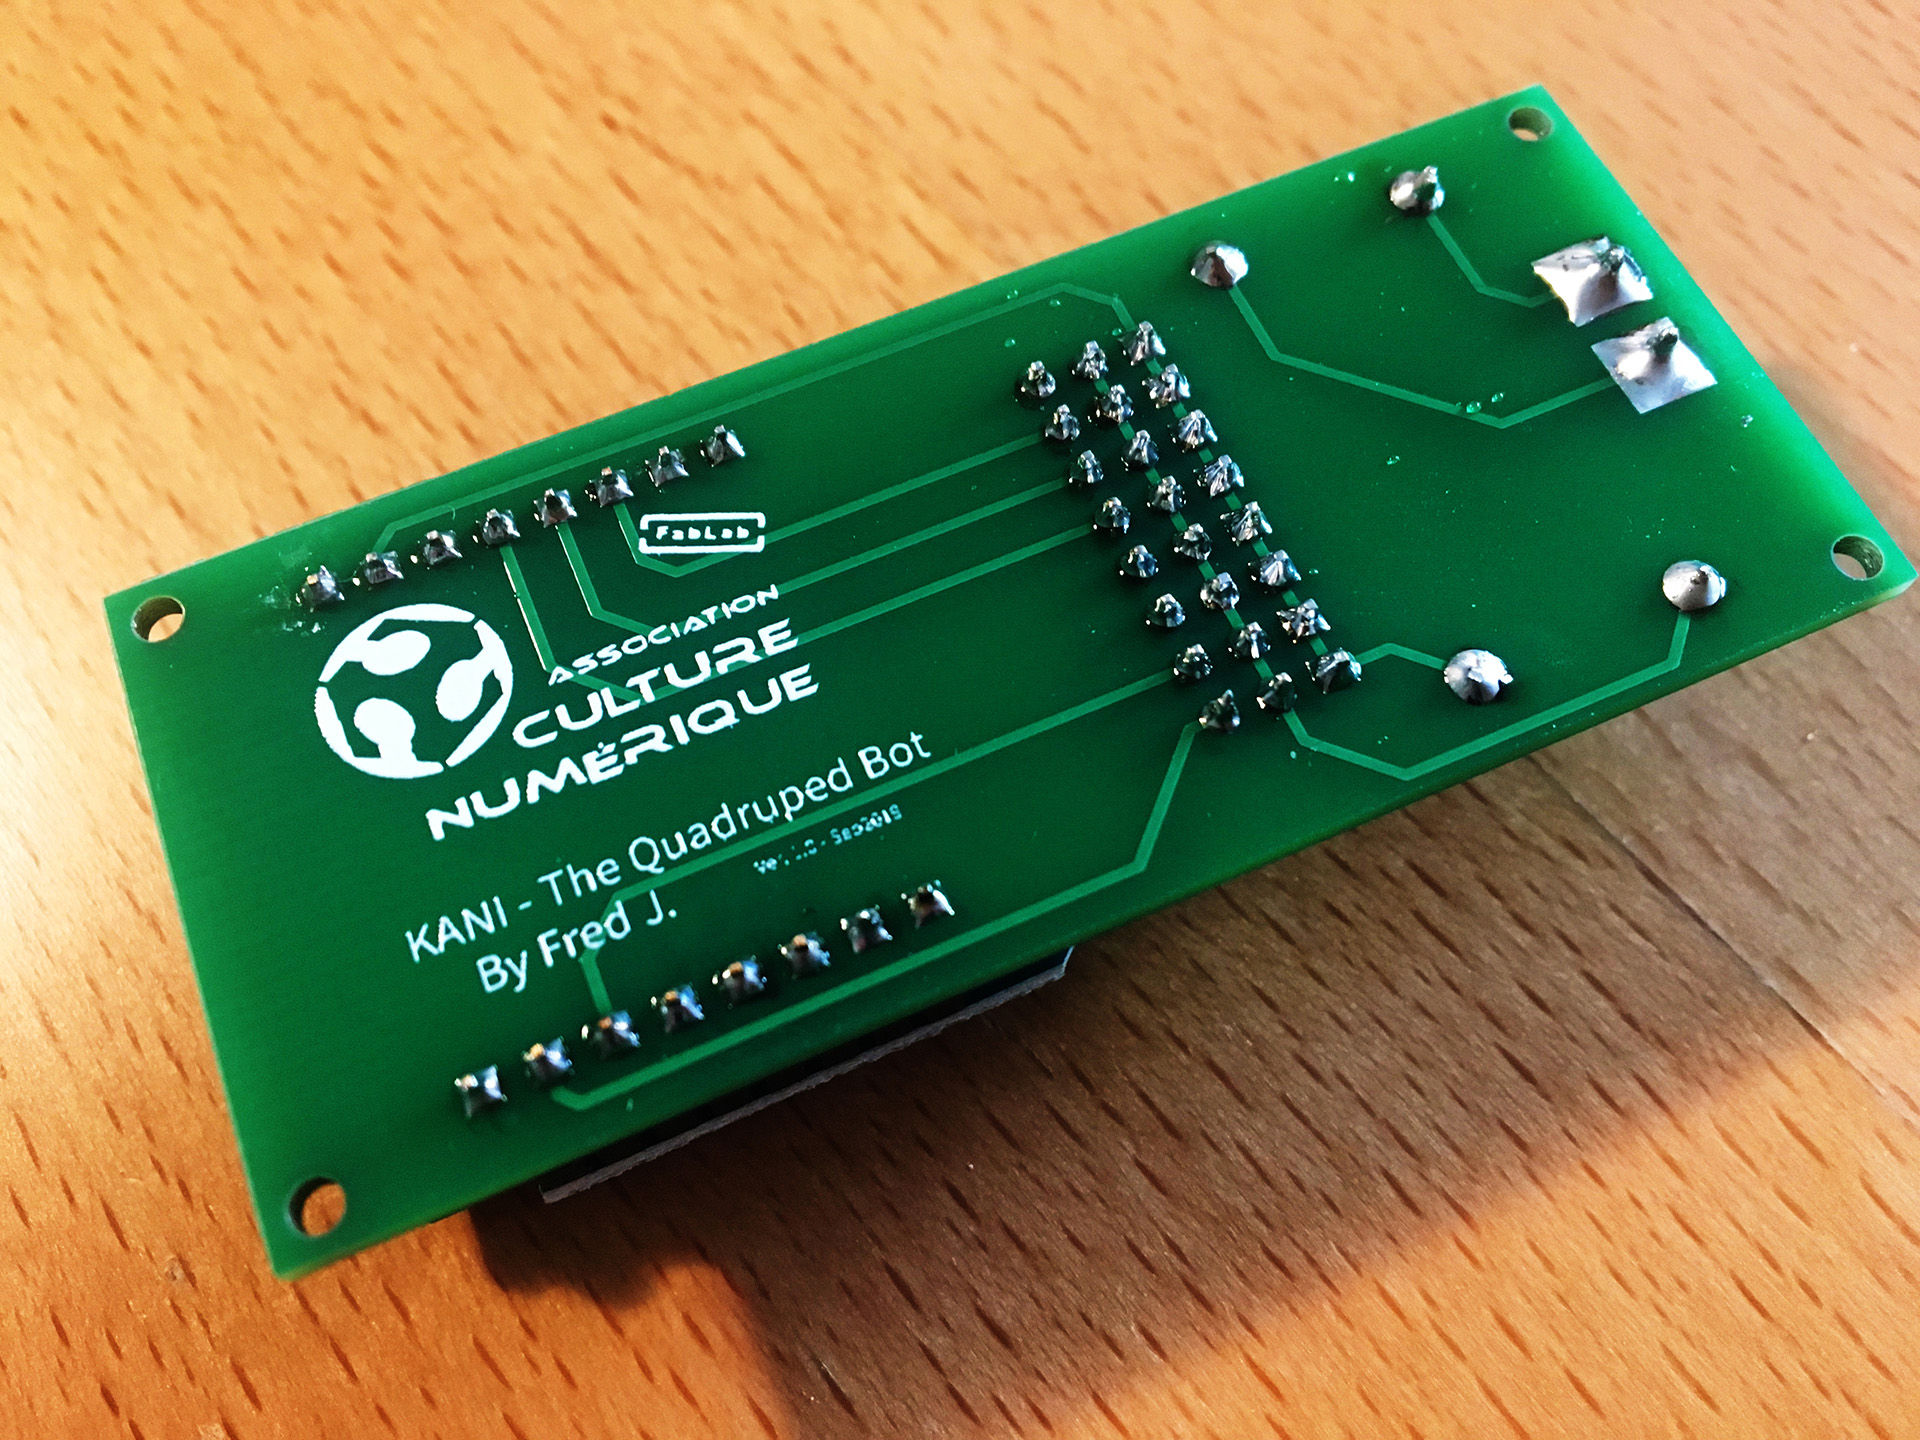 FabLab
ASSOCIATION
CULTURE
NUMÉRIQUE
KANI - The Quadruped Bot
By Fred J.